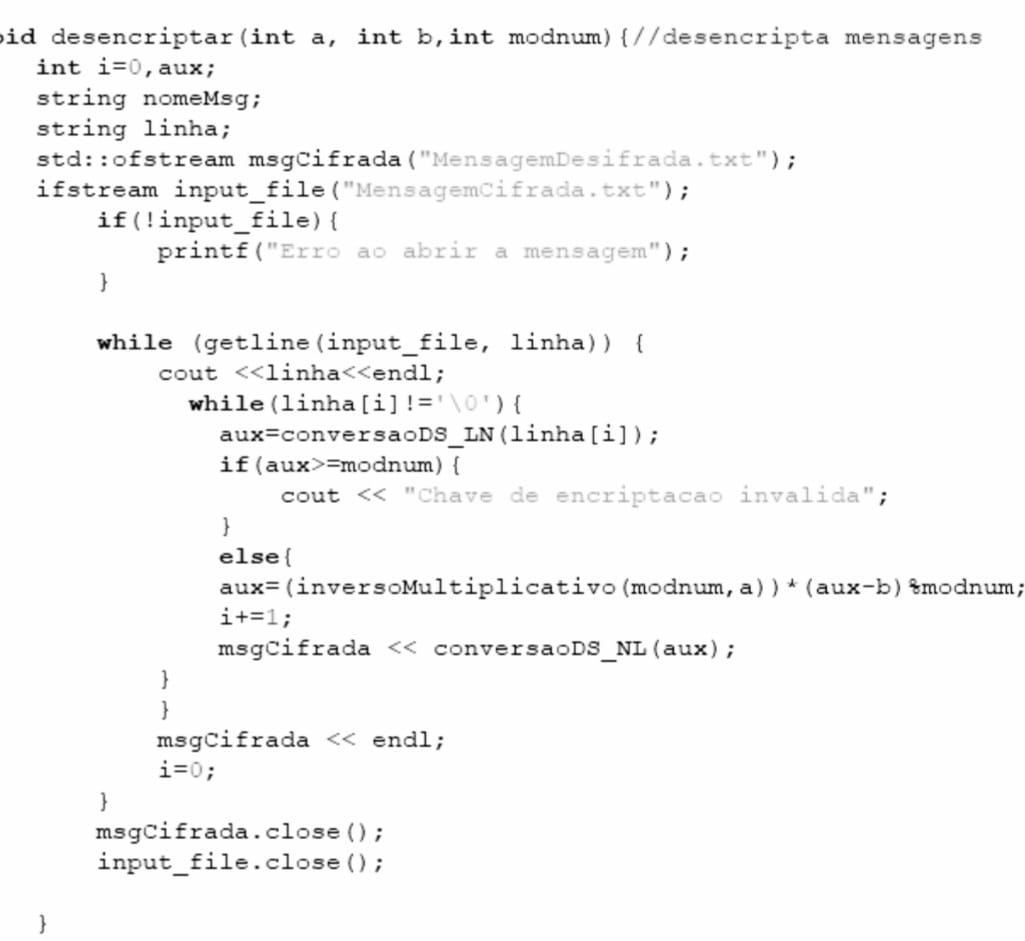 oid desencriptar(int a, int b,int modnum){//desencripta mensagens
int i=0,aux;
string nomeMsg;
string linha;
std::ofstream msgCifrada("MensagemDesifrada.txt");
ifstream input_file("MensagemCifrada.txt");
if(!input_file){
printf("Erro ao abrir a mensagem");
}
while (getline(input_file, linha)) {
cout <<linha<<endl;
while(linha[i]!='\0'){
aux=conversaoDS_LN(linha[i]);
if(aux>=modnum){
cout << "Chave de encriptacao invalida";
}
else{
aux=(inversoMultiplicativo(modnum,a))*(aux-b)%modnum;
i+=1;
msgCifrada << conversaoDS_NL(aux);
}
}
msgCifrada << endl;
i=0;
}
msgCifrada.close();
input_file.close();
}